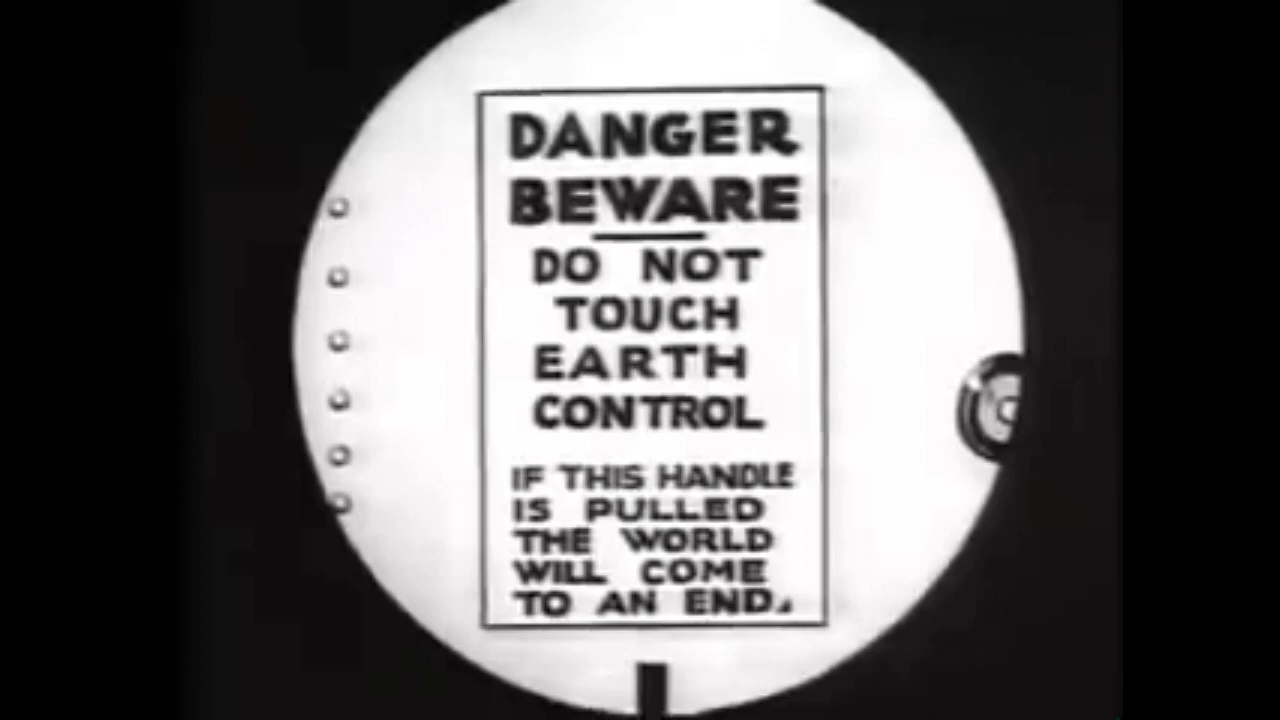 DANGER
BEWARE
DO NOT
TOUCH
EARTH
CONTROL
IF THIS HANDLE
IS PULLED
THE WORLD
WILL COME
TO AN END.